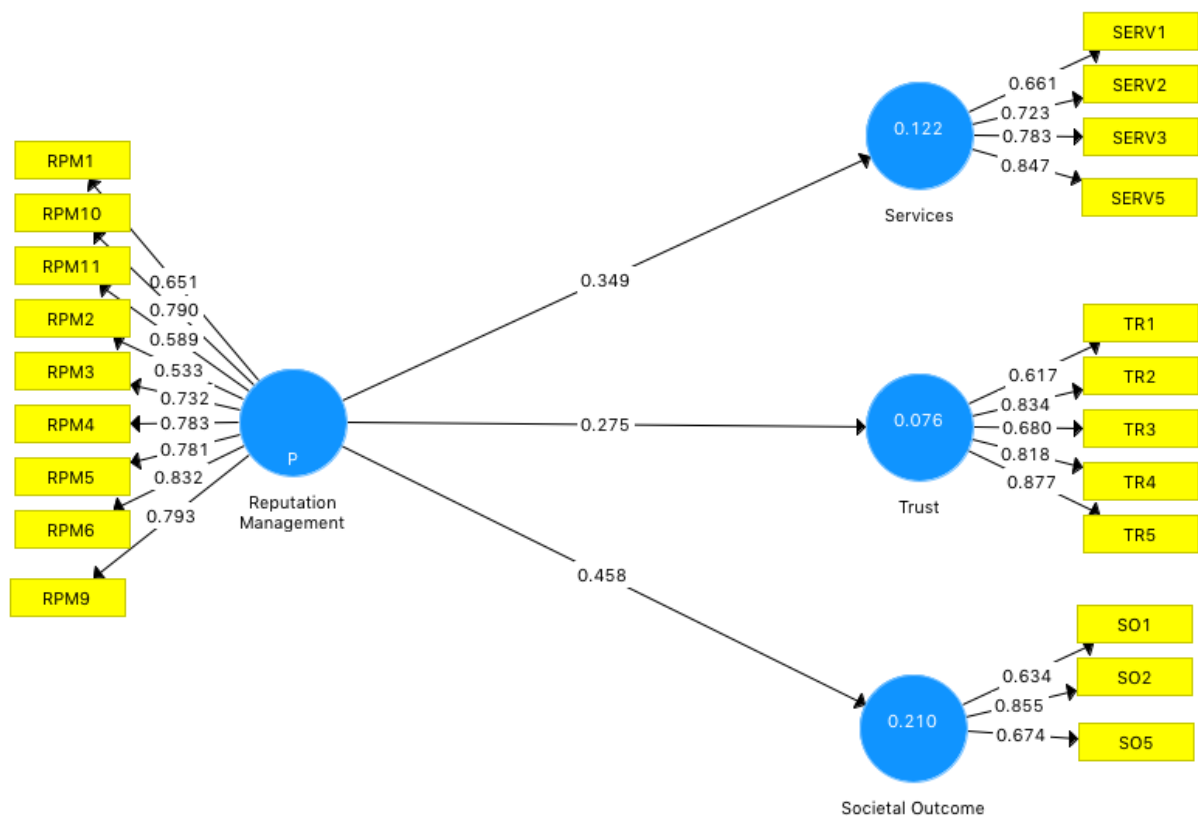 RPM1
RPM10
RPM11
RPM2
RPM3
RPM4
RPM5
RPM6
RPM9
0.651
0.790
0.589
0.533
0.732
0.783
0.781
0.832
0.793
P
Reputation
Management
0.349
0.275
0.458
0.122
Services
0.661
0.723
0.783
0.847
SERV1
SERV2
SERV3
SERV5
0.076
Trust
0.617
0.834
0.680
0.818
0.877
TR1
TR2
TR3
TR4
TR5
0.210
Societal Outcome
0.634
0.855
0.674
SO1
SO2
SO5